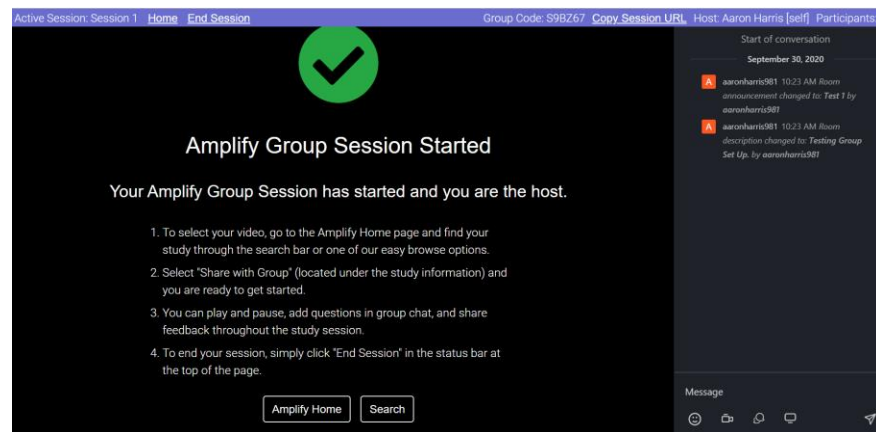 Active Session: Session 1 Home End Session Group Code: S9BZ67 Copy Session URL Host: Aaron Harris [self] Participants:
Amplify Group Session Started
Your Amplify Group Session has started and you are the host.
1. To select your video, go to the Amplify Home page and find your
study through the search bar or one of our easy browse options.
2. Select "Share with Group" (located under the study information) and
you are ready to get started.
3. You can play and pause, add questions in group chat, and share
feedback throughout the study session.
4. To end your session, simply click "End Session" in the status bar at
the top of the page.
Amplify Home Search
Start of conversation
September 30, 2020
A aaronharris981 10:23 AM Room
announcement changed to: Test 1 by
aaronharris981
A aaronharris981 10:23 AM Room
description changed to: Testing Group
Set Up. by aaronharris981
Message